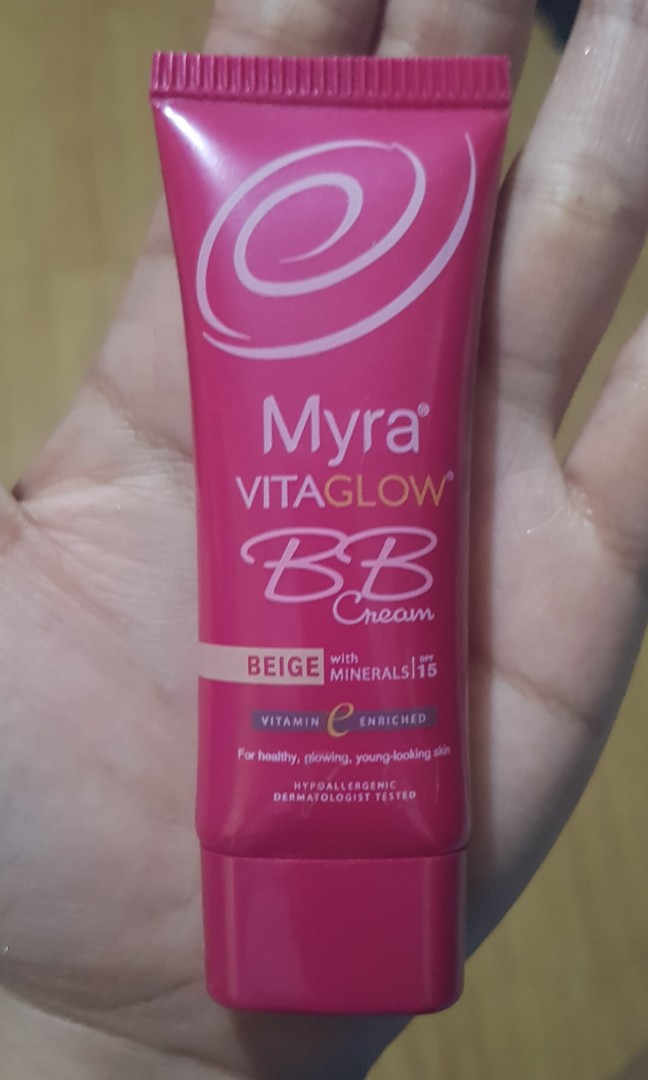 Myra®
VITAGLOW®
BB
Cream
BEIGE with MINERALS | SPF 15
VITAMIN e ENRICHED
For healthy, glowing, young-looking skin
HYPOALLERGENIC
DERMATOLOGIST TESTED